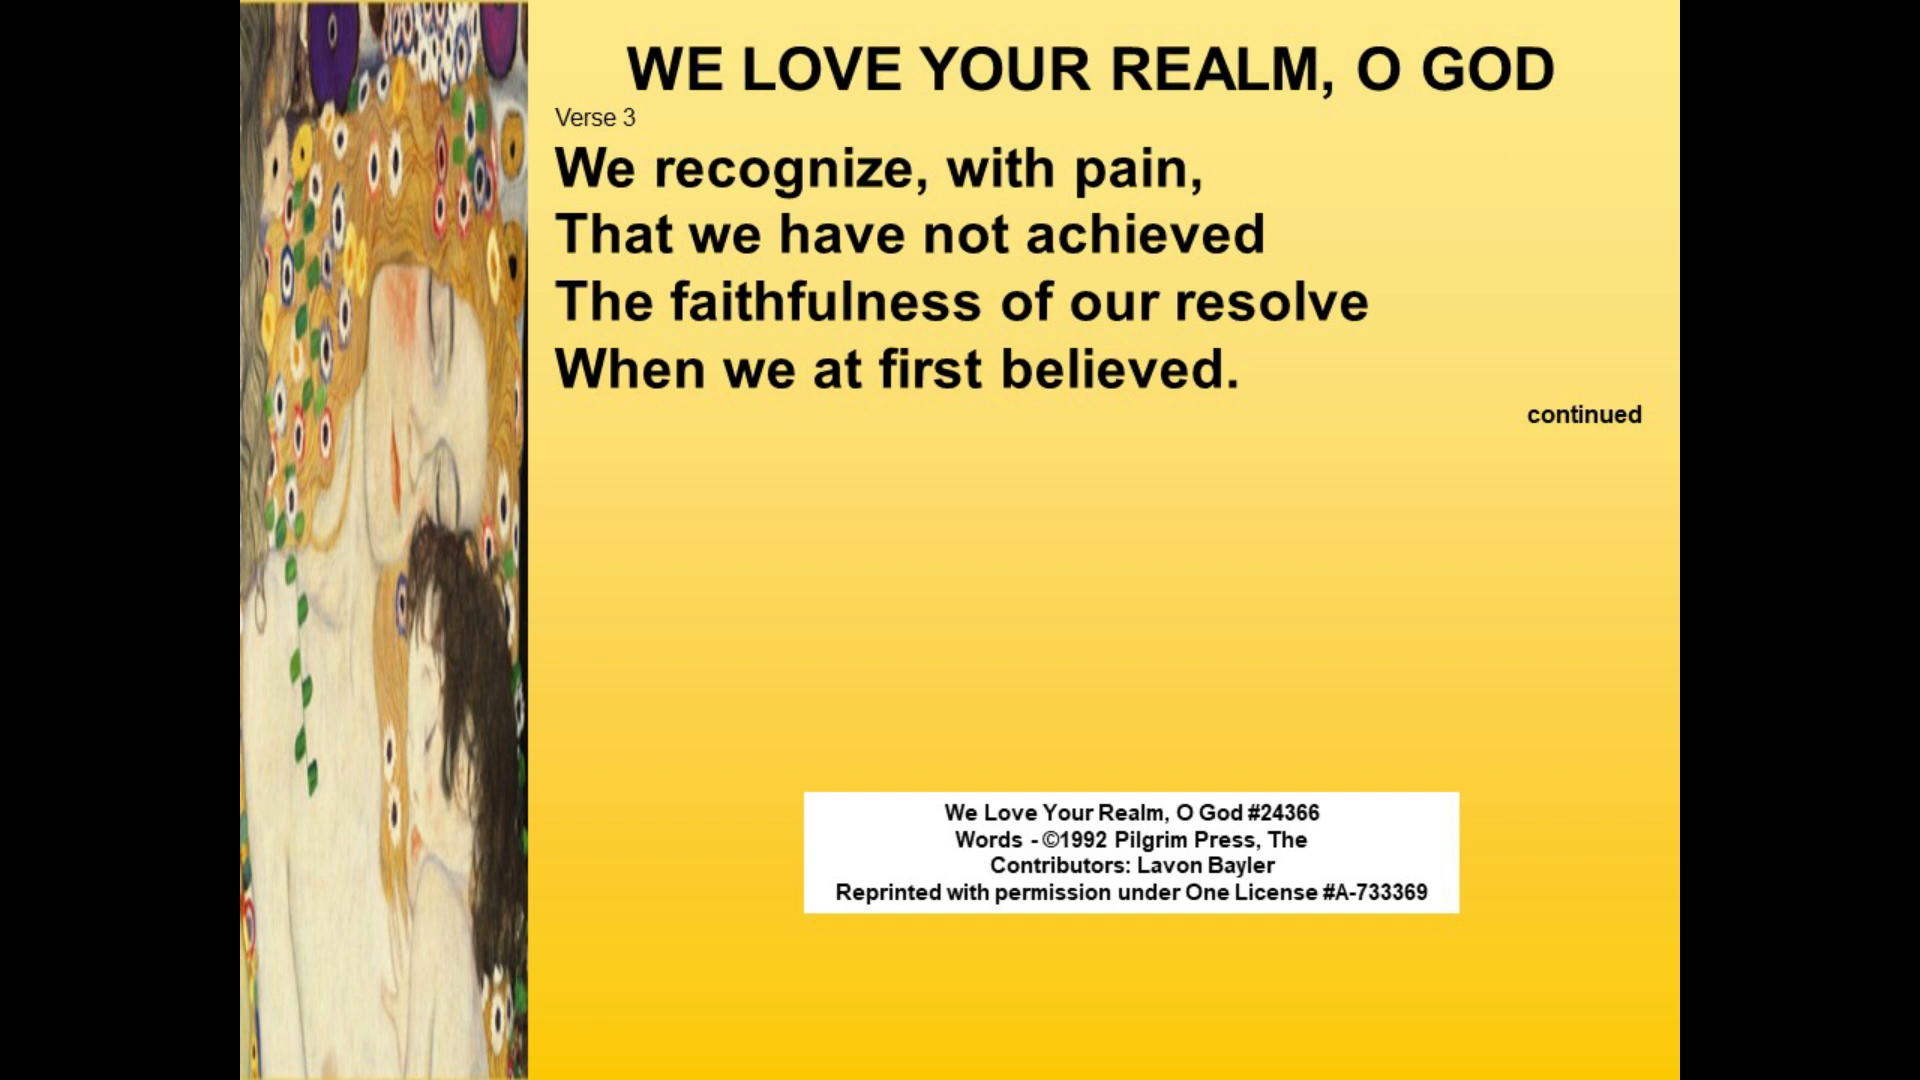 WE LOVE YOUR REALM, O GOD
Verse 3
We recognize, with pain,
That we have not achieved
The faithfulness of our resolve
When we at first believed.
continued
We Love Your Realm, O God #24366
Words - ©1992 Pilgrim Press, The
Contributors: Lavon Bayler
Reprinted with permission under One License #A-733369